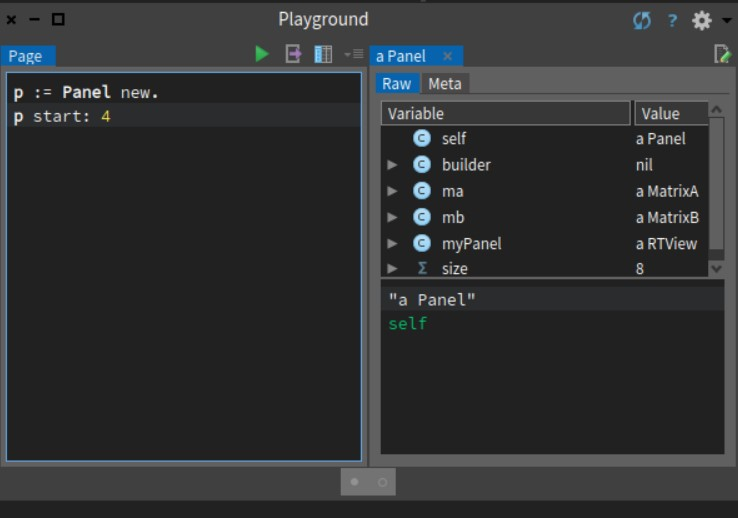 Playground
?
Page
a Panel ×
p := Panel new.
p start: 4
Raw Meta
Variable Value
C self a Panel
C builder nil
C ma a MatrixA
C mb a MatrixB
C myPanel a RTView
Σ size 8
"a Panel"
self